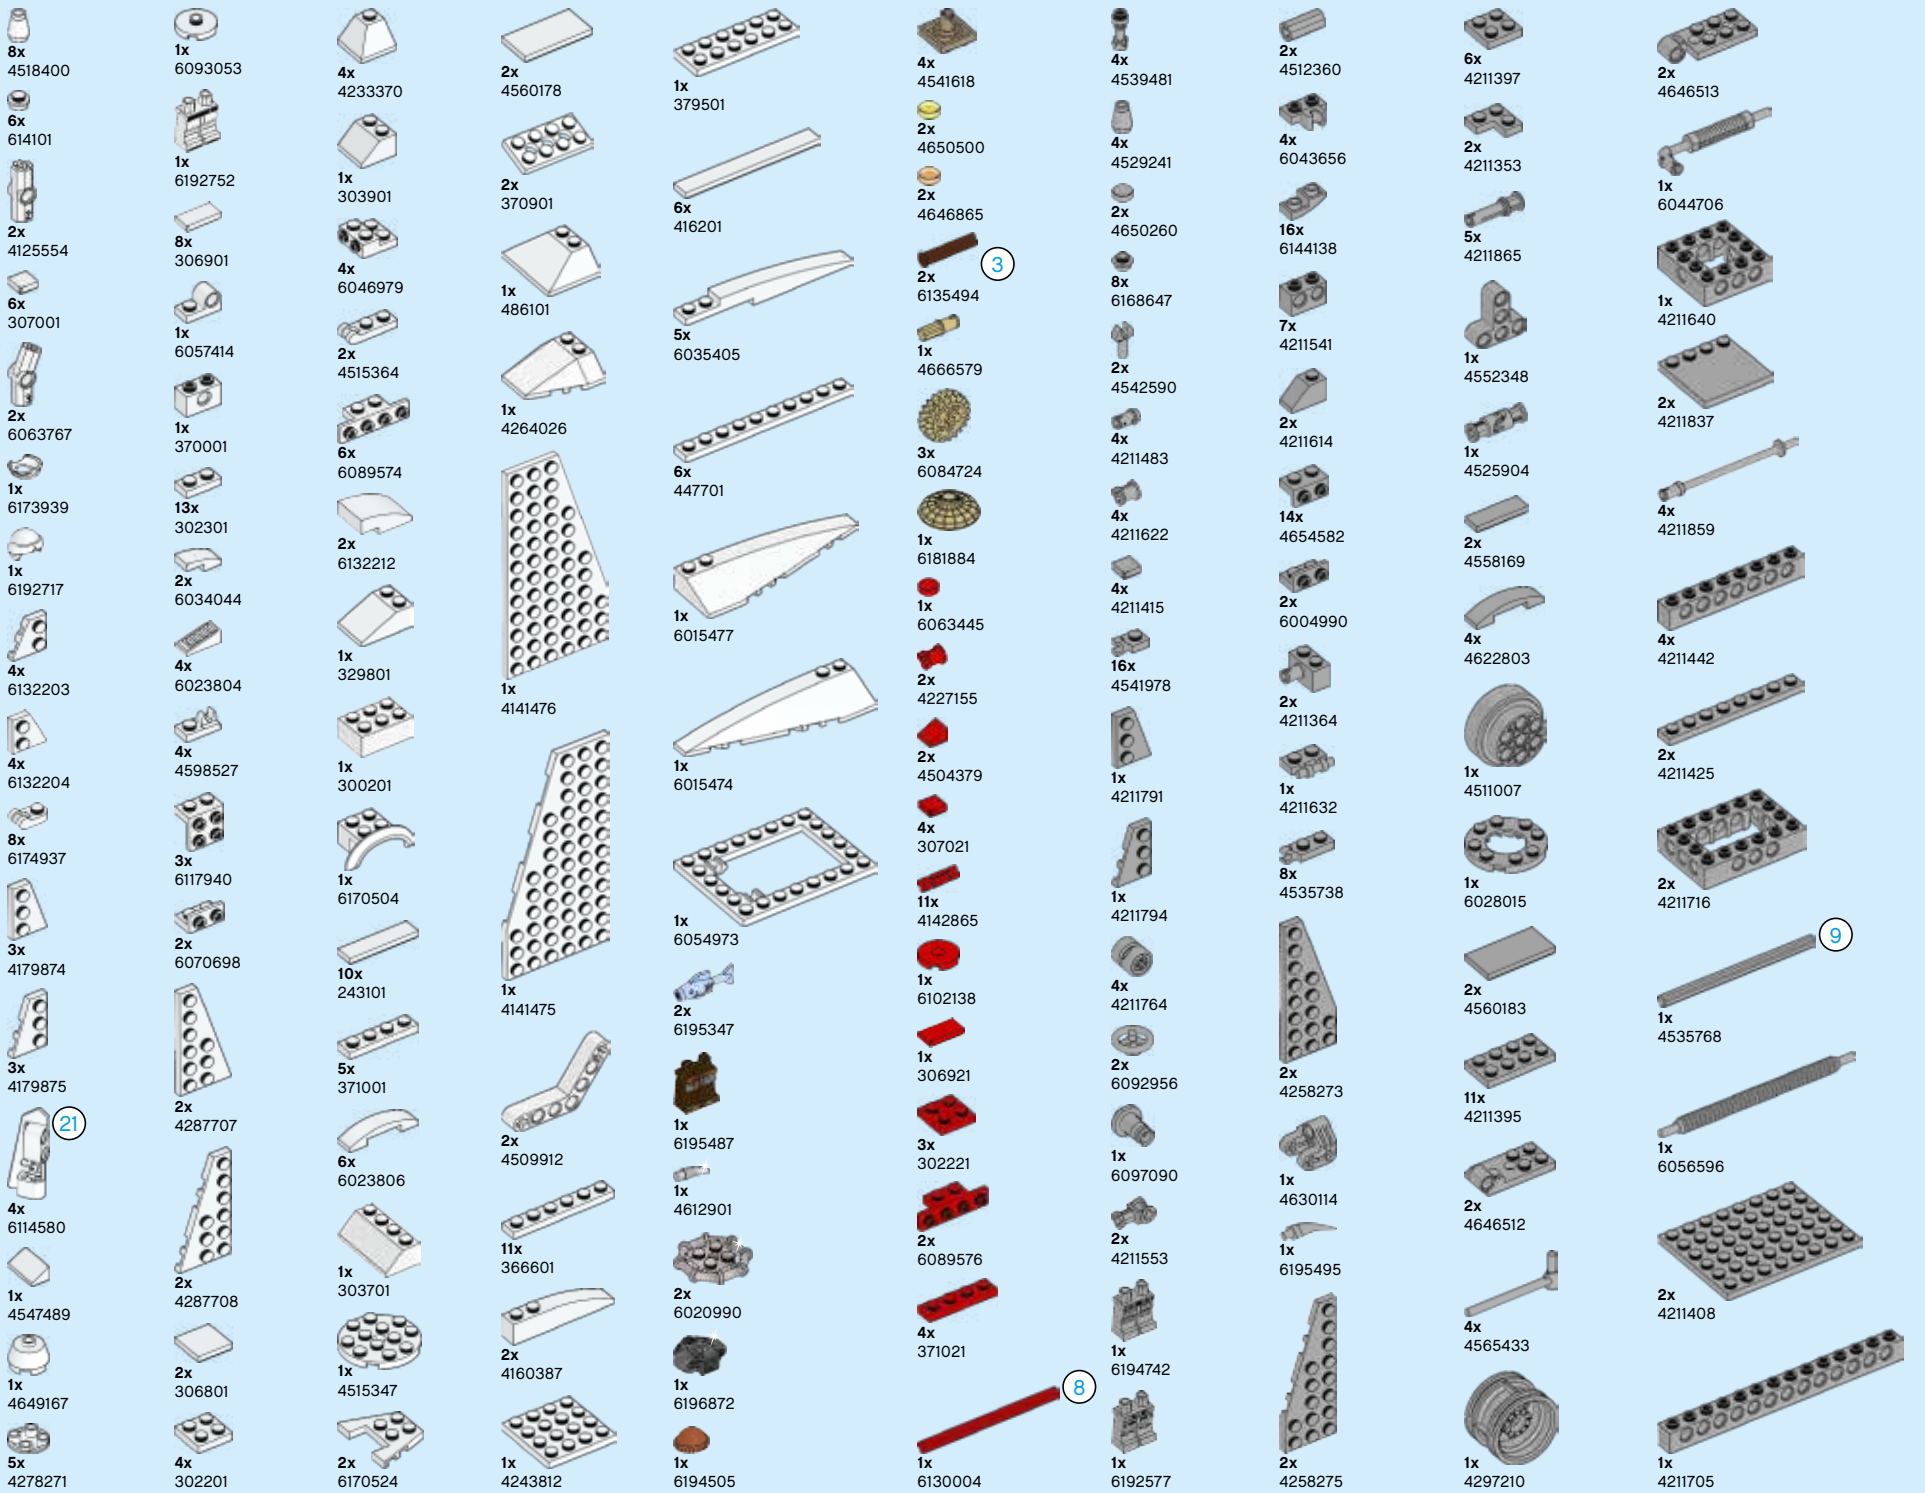 8x
4518400
6x
614101
2x
4125554
6x
307001
2x
6063767
1x
6173939
1x
6192717
4x
6132203
4x
6132204
8x
6174937
3x
4179874
3x
4179875
21
4x
6114580
1x
4547489
1x
4649167
5x
4278271
1x
6093053
1x
6192752
8x
306901
1x
6057414
1x
370001
13x
302301
2x
6034044
4x
6023804
4x
4598527
3x
6117940
2x
6070698
2x
4287707
2x
4287708
2x
306801
4x
302201
4x
4233370
1x
303901
4x
6046979
2x
4515364
6x
6089574
2x
6132212
1x
329801
1x
300201
1x
6170504
10x
243101
5x
371001
6x
6023806
1x
303701
1x
4515347
2x
6170524
2x
4560178
2x
370901
1x
486101
1x
4264026
1x
4141476
1x
4141475
2x
4509912
11x
366601
2x
4160387
1x
4243812
1x
379501
6x
416201
5x
6035405
6x
447701
1x
6015477
1x
6015474
1x
6054973
2x
6195347
1x
6195487
1x
4612901
2x
6020990
1x
6196872
1x
6194505
4x
4541618
2x
4650500
2x
4646865
3
2x
6135494
1x
4666579
3x
6084724
1x
6181884
1x
6063445
2x
4227155
2x
4504379
4x
307021
11x
4142865
1x
6102138
1x
306921
3x
302221
2x
6089576
4x
371021
8
1x
6130004
4x
4539481
4x
4529241
2x
4650260
8x
6168647
2x
4542590
4x
4211483
4x
4211622
4x
4211415
16x
4541978
1x
4211791
1x
4211794
4x
4211764
2x
6092956
1x
6097090
2x
4211553
1x
6194742
1x
6192577
2x
4512360
4x
6043656
16x
6144138
7x
4211541
2x
4211614
14x
4654582
2x
6004990
2x
4211364
1x
4211632
8x
4535738
2x
4258273
1x
4630114
1x
6195495
2x
4258275
6x
4211397
2x
4211353
5x
4211865
1x
4552348
1x
4525904
2x
4558169
4x
4622803
1x
4511007
1x
6028015
2x
4560183
11x
4211395
2x
4646512
4x
4565433
1x
4297210
2x
4646513
1x
6044706
1x
4211640
2x
4211837
4x
4211859
4x
4211442
2x
4211425
2x
4211716
9
1x
4535768
1x
6056596
2x
4211408
1x
4211705